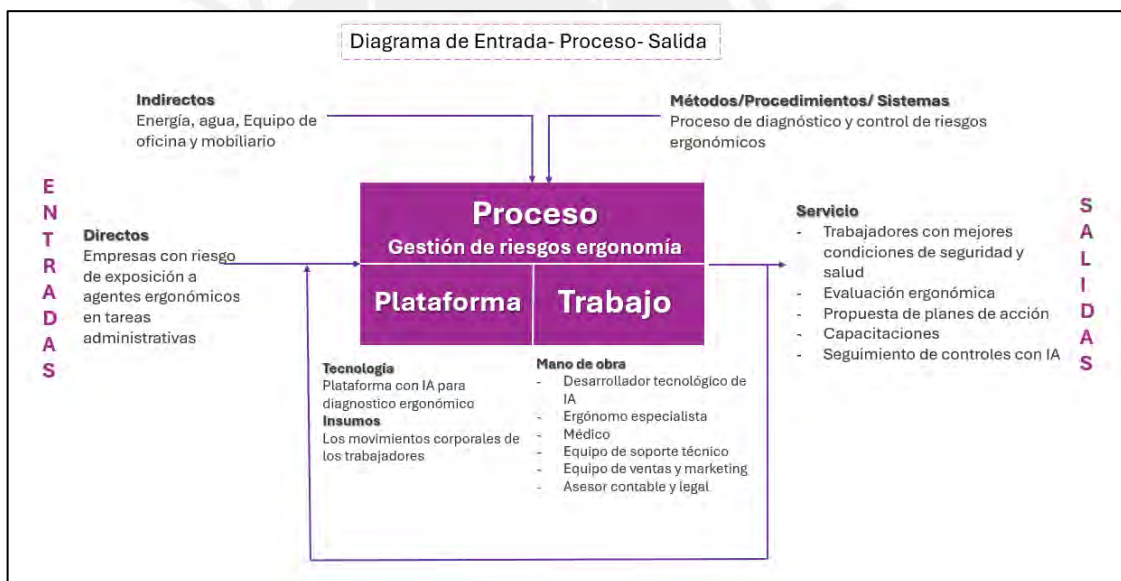 Diagrama de Entrada- Proceso- Salida
Indirectos
Energía, agua, Equipo de
oficina y mobiliario
Métodos/Procedimientos/ Sistemas
Proceso de diagnóstico y control de riesgos
ergonómicos
ENTRADAS
Directos
Empresas con riesgo
de exposición a
agentes ergonómicos
en tareas
administrativas
Proceso
Gestión de riesgos ergonomía
Plataforma
Trabajo
Tecnología
Plataforma con IA para
diagnostico ergonómico
Insumos
Los movimientos corporales de
los trabajadores
Mano de obra
- Desarrollador tecnológico de
IA
- Ergónomo especialista
- Médico
- Equipo de soporte técnico
- Equipo de ventas y marketing
- Asesor contable y legal
Servicio
- Trabajadores con mejores
condiciones de seguridad y
salud
- Evaluación ergonómica
- Propuesta de planes de acción
- Capacitaciones
- Seguimiento de controles con IA
SALIDAS